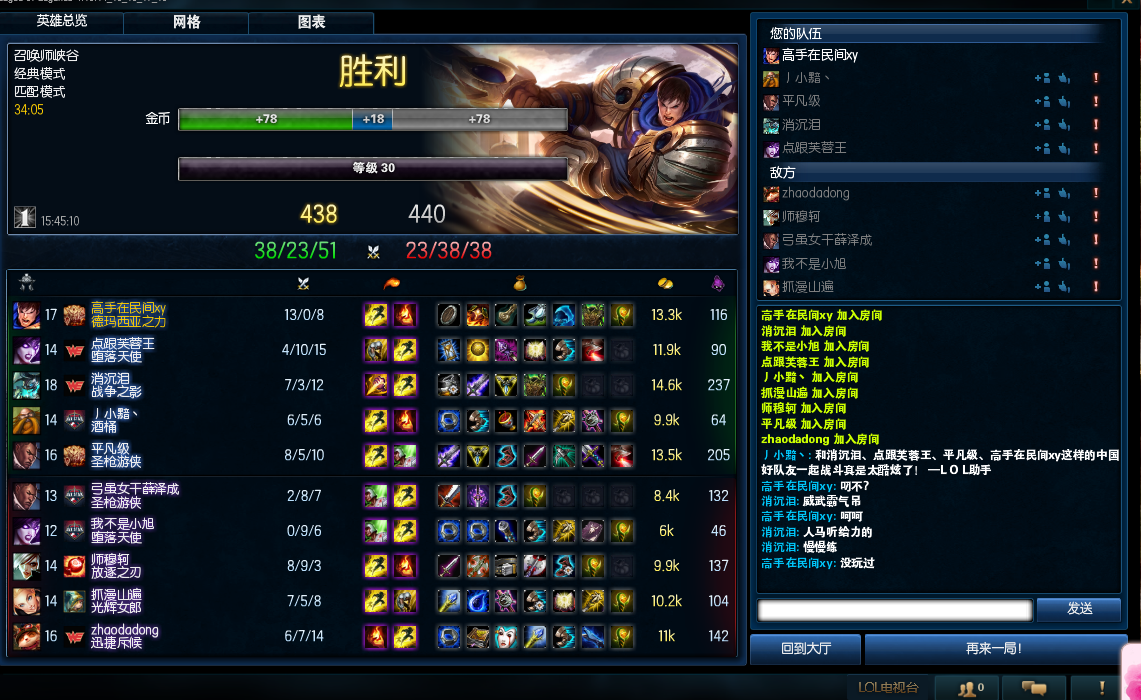 英雄总览 网格 图表
召唤师峡谷
经典模式
匹配模式
34:05
胜利
金币 +78 +18 +78
等级 30
1 15:45:10
438 440
38/23/51 23/38/38
17 高手在民间xy 13/0/8 13.3k 116
德玛西亚之力
14 点跟芙蓉王 4/10/15 11.9k 90
堕落天使
18 消沉泪 7/3/12 14.6k 237
战争之影
14 丿小黯丶 6/5/6 9.9k 64
酒桶
16 平凡级 8/5/10 13.5k 205
圣枪游侠
13 弓虽女干薛泽成 2/8/7 8.4k 132
圣枪游侠
12 我不是小旭 0/9/6 6k 46
堕落天使
14 师穆轲 8/9/3 9.9k 137
放逐之刃
14 抓漫山遍 7/5/8 10.2k 104
光辉女郎
16 zhaodadong 6/7/14 11k 142
迅捷斥候
您的队伍
高手在民间xy
丿小黯丶
平凡级
消沉泪
点跟芙蓉王
敌方
zhaodadong
师穆轲
弓虽女干薛泽成
我不是小旭
抓漫山遍
高手在民间xy 加入房间
消沉泪 加入房间
我不是小旭 加入房间
点跟芙蓉王 加入房间
丿小黯丶 加入房间
抓漫山遍 加入房间
师穆轲 加入房间
平凡级 加入房间
zhaodadong 加入房间
丿小黯丶: 和消沉泪、点跟芙蓉王、平凡级、高手在民间xy这样的中国
好队友一起战斗真是太酷炫了！ —L O L助手
高手在民间xy: 叼不?
消沉泪: 威武霸气吊
高手在民间xy: 呵呵
消沉泪: 人马听给力的
消沉泪: 慢慢练
高手在民间xy: 没玩过
发送
回到大厅 再来一局!
LOL电视台 0